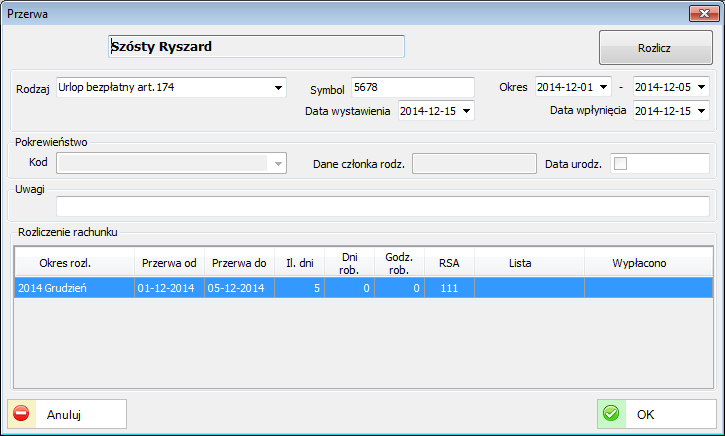 Przerwa
Szósty Ryszard
Rozlicz
Rodzaj Urlop bezpłatny art.174 Symbol 5678 Okres 2014-12-01 - 2014-12-05
Data wystawienia 2014-12-15 Data wpłynięcia 2014-12-15
Pokrewieństwo
Kod Dane członka rodz. Data urodz.
Uwagi
Rozliczenie rachunku
Okres rozl. Przerwa od Przerwa do Il. dni Dni rob. Godz. rob. RSA Lista Wypłacono
2014 Grudzień 01-12-2014 05-12-2014 5 0 0 111
Anuluj OK